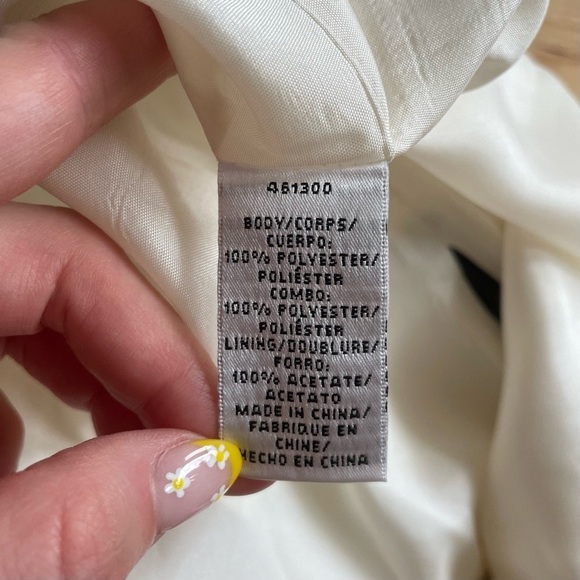 461300
BODY/CORPS/
CUERPO:
100% POLYESTER/
POLIÉSTER
COMBO:
100% POLYESTER/
POLIÉSTER
LINING/DOUBLURE/
FORRO:
100% ACETATE/
ACETATO
MADE IN CHINA/
FABRIQUE EN
CHINE/
HECHO EN CHINA